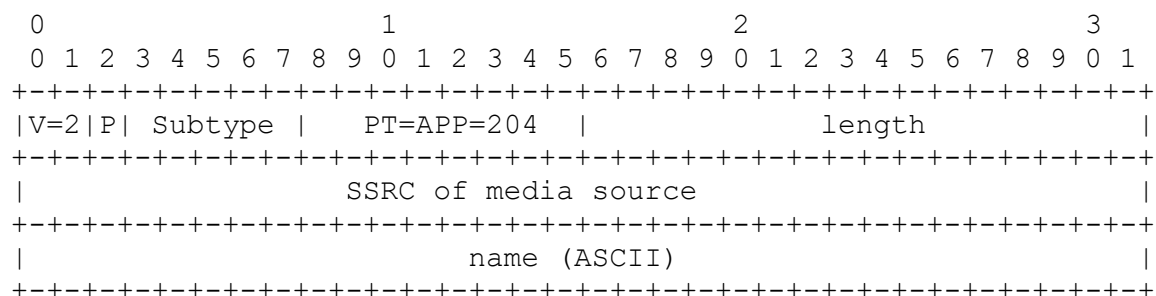 0                   1                   2                   3
 0 1 2 3 4 5 6 7 8 9 0 1 2 3 4 5 6 7 8 9 0 1 2 3 4 5 6 7 8 9 0 1
+-+-+-+-+-+-+-+-+-+-+-+-+-+-+-+-+-+-+-+-+-+-+-+-+-+-+-+-+-+-+-+-+
|V=2|P| Subtype |   PT=APP=204  |             length            |
+-+-+-+-+-+-+-+-+-+-+-+-+-+-+-+-+-+-+-+-+-+-+-+-+-+-+-+-+-+-+-+-+
|                  SSRC of media source                         |
+-+-+-+-+-+-+-+-+-+-+-+-+-+-+-+-+-+-+-+-+-+-+-+-+-+-+-+-+-+-+-+-+
|                         name (ASCII)                          |
+-+-+-+-+-+-+-+-+-+-+-+-+-+-+-+-+-+-+-+-+-+-+-+-+-+-+-+-+-+-+-+-+